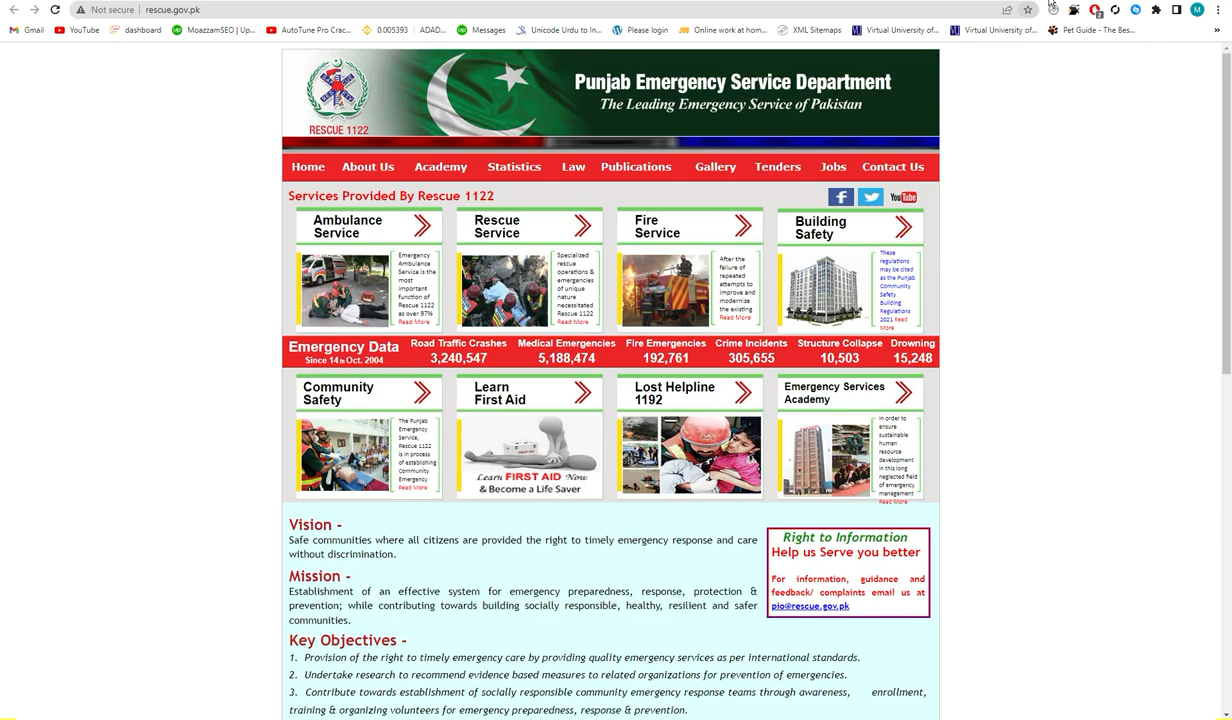 Not secure | rescue.gov.pk
Gmail YouTube dashboard MoazzamSEO | Up... AutoTune Pro Crac... 0.005393 ADAD... Messages Unicode Urdu to In... Please login Online work at hom... XML Sitemaps Virtual University of... Virtual University of... Pet Guide - The Bes... »
Punjab Emergency Service Department
The Leading Emergency Service of Pakistan
RESCUE 1122
Home About Us Academy Statistics Law Publications Gallery Tenders Jobs Contact Us
Services Provided By Rescue 1122
You Tube
Ambulance
Service
Emergency
Ambulance
Service is the
most
important
function of
Rescue 1122
as over 97%
Read More
Rescue
Service
Specialized
rescue
operations &
emergencies
of unique
nature
necessitated
Rescue 1122
Read More
Fire
Service
After the
failure of
repeated
attempts to
improve and
modernize
the existing
Read More
Building
Safety
These
regulations
may be cited
as the Punjab
Community
Safety
Building
Regulations
2021 Read
More
Emergency Data
Since 14th Oct. 2004
Road Traffic Crashes Medical Emergencies Fire Emergencies Crime Incidents Structure Collapse Drowning
3,240,547 5,188,474 192,761 305,655 10,503 15,248
Community
Safety
The Punjab
Emergency
Service,
Rescue 1122
is in process
of establishing
Community
Emergency
Read More
Learn
First Aid
Learn FIRST AID Now
& Become a Life Saver
Lost Helpline
1192
Emergency Services
Academy
In order to
ensure
sustainable
human
resource
development
in this long
neglected field
of emergency
management
Read More
Vision -
Safe communities where all citizens are provided the right to timely emergency response and care
without discrimination.
Mission -
Establishment of an effective system for emergency preparedness, response, protection &
prevention; while contributing towards building socially responsible, healthy, resilient and safer
communities.
Right to Information
Help us Serve you better
For information, guidance and
feedback/ complaints email us at
pio@rescue.gov.pk
Key Objectives -
1. Provision of the right to timely emergency care by providing quality emergency services as per international standards.
2. Undertake research to recommend evidence based measures to related organizations for prevention of emergencies.
3. Contribute towards establishment of socially responsible community emergency response teams through awareness, enrollment,
training & organizing volunteers for emergency preparedness, response & prevention.